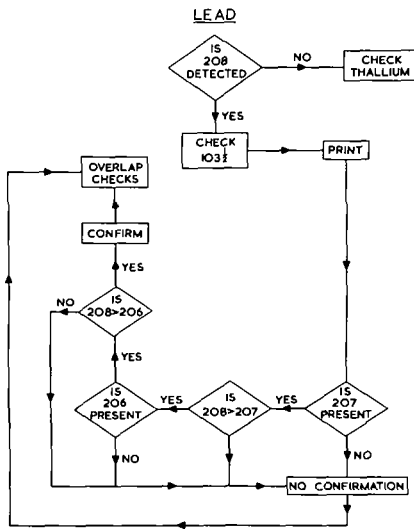 LEAD
IS
208
DETECTED
NO
CHECK
THALLIUM
YES
CHECK
103½
PRINT
OVERLAP
CHECKS
CONFIRM
YES
NO
IS
208>206
YES
IS
206
PRESENT
YES
IS
208>207
YES
IS
207
PRESENT
NO
NO
NO CONFIRMATION